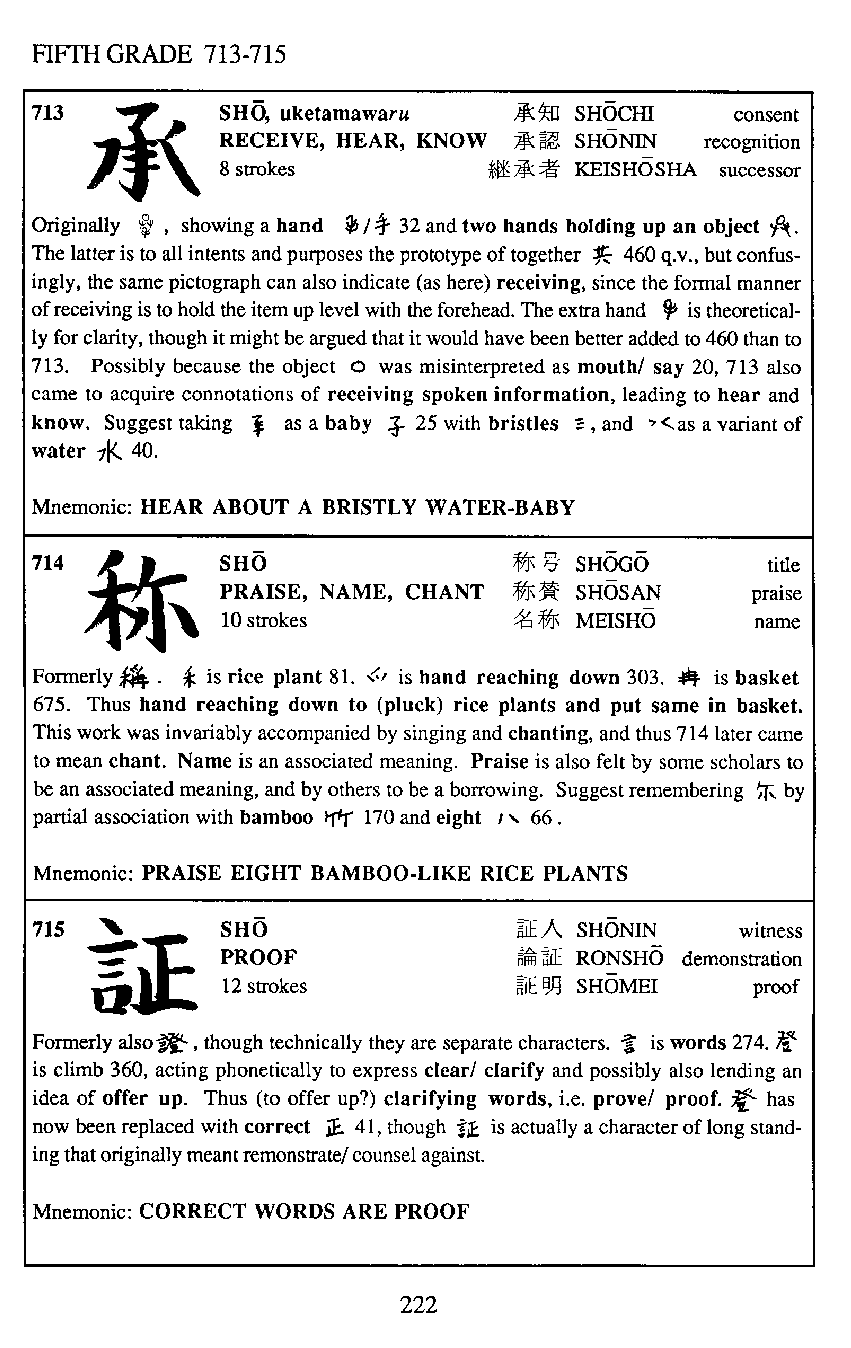 FIFTH GRADE 713-715
713 承 SHŌ, uketamawaru 承知 SHŌCHI consent
RECEIVE, HEAR, KNOW 承認 SHŌNIN recognition
8 strokes 継承者 KEISHŌSHA successor
Originally , showing a hand / 手 32 and two hands holding up an object .
The latter is to all intents and purposes the prototype of together 共 460 q.v., but confus-
ingly, the same pictograph can also indicate (as here) receiving, since the formal manner
of receiving is to hold the item up level with the forehead. The extra hand is theoretical-
ly for clarity, though it might be argued that it would have been better added to 460 than to
713. Possibly because the object was misinterpreted as mouth/ say 20, 713 also
came to acquire connotations of receiving spoken information, leading to hear and
know. Suggest taking as a baby 子 25 with bristles , and as a variant of
water 水 40.
Mnemonic: HEAR ABOUT A BRISTLY WATER-BABY
714 称 SHŌ 称号 SHŌGŌ title
PRAISE, NAME, CHANT 称賛 SHŌSAN praise
10 strokes 名称 MEISHŌ name
Formerly 稱 . 禾 is rice plant 81. is hand reaching down 303. 冉 is basket
675. Thus hand reaching down to (pluck) rice plants and put same in basket.
This work was invariably accompanied by singing and chanting, and thus 714 later came
to mean chant. Name is an associated meaning. Praise is also felt by some scholars to
be an associated meaning, and by others to be a borrowing. Suggest remembering 尓 by
partial association with bamboo 竹 170 and eight 八 66 .
Mnemonic: PRAISE EIGHT BAMBOO-LIKE RICE PLANTS
715 証 SHŌ 証人 SHŌNIN witness
PROOF 論証 RONSHŌ demonstration
12 strokes 証明 SHŌMEI proof
Formerly also 證 , though technically they are separate characters. 言 is words 274. 登
is climb 360, acting phonetically to express clear/ clarify and possibly also lending an
idea of offer up. Thus (to offer up?) clarifying words, i.e. prove/ proof. 登 has
now been replaced with correct 正 41, though 証 is actually a character of long stand-
ing that originally meant remonstrate/ counsel against.
Mnemonic: CORRECT WORDS ARE PROOF
222